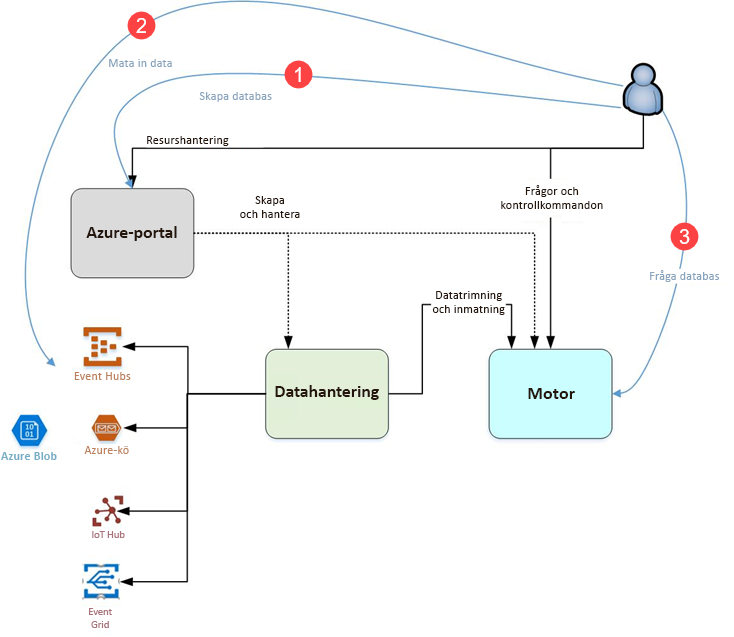 2
Mata in data
1
Skapa databas
Resurshantering
Azure-portal
Skapa
och hantera
Frågor och
kontrollkommandon
3
Fråga databas
Datatrimning
och inmatning
Event Hubs
Datahantering
Motor
10
01
Azure Blob
Azure-kö
IoT Hub
Event
Grid